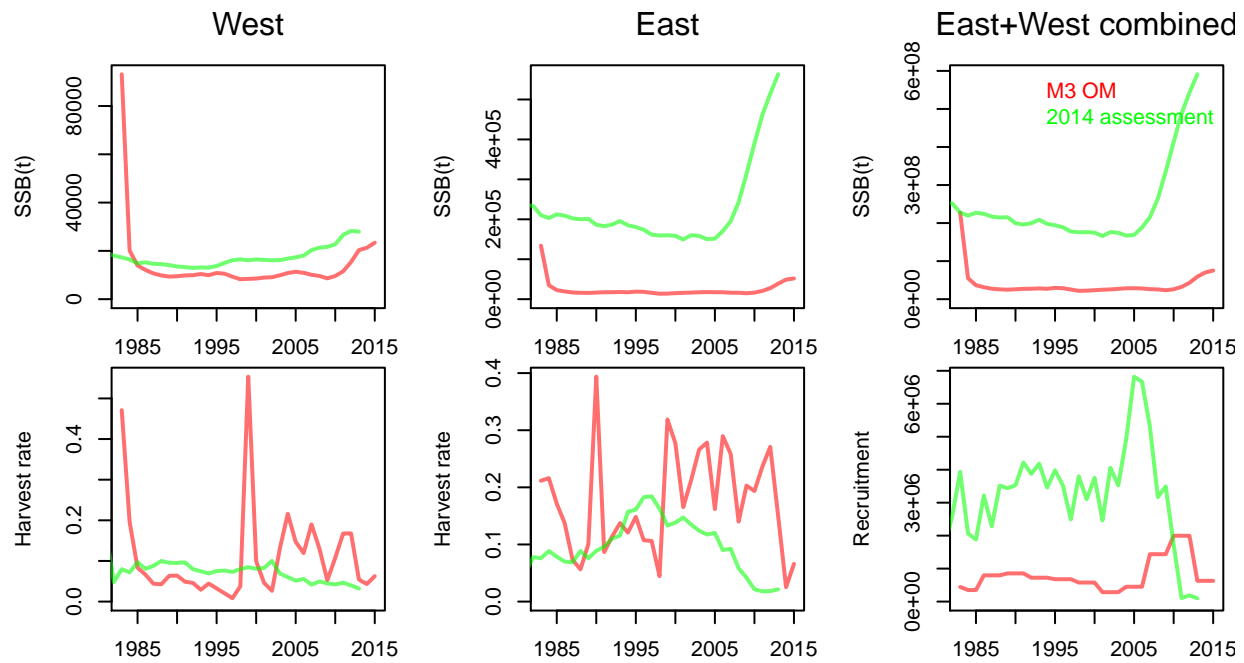 West
East
East+West combined
SSB(t)
0
40000
80000
1985
1995
2005
2015
SSB(t)
0e+00
2e+05
4e+05
1985
1995
2005
2015
SSB(t)
0e+00
3e+08
6e+08
M3 OM
2014 assessment
1985
1995
2005
2015
Harvest rate
0.0
0.2
0.4
1985
1995
2005
2015
Harvest rate
0.0
0.1
0.2
0.3
0.4
1985
1995
2005
2015
Recruitment
0e+00
3e+06
6e+06
1985
1995
2005
2015